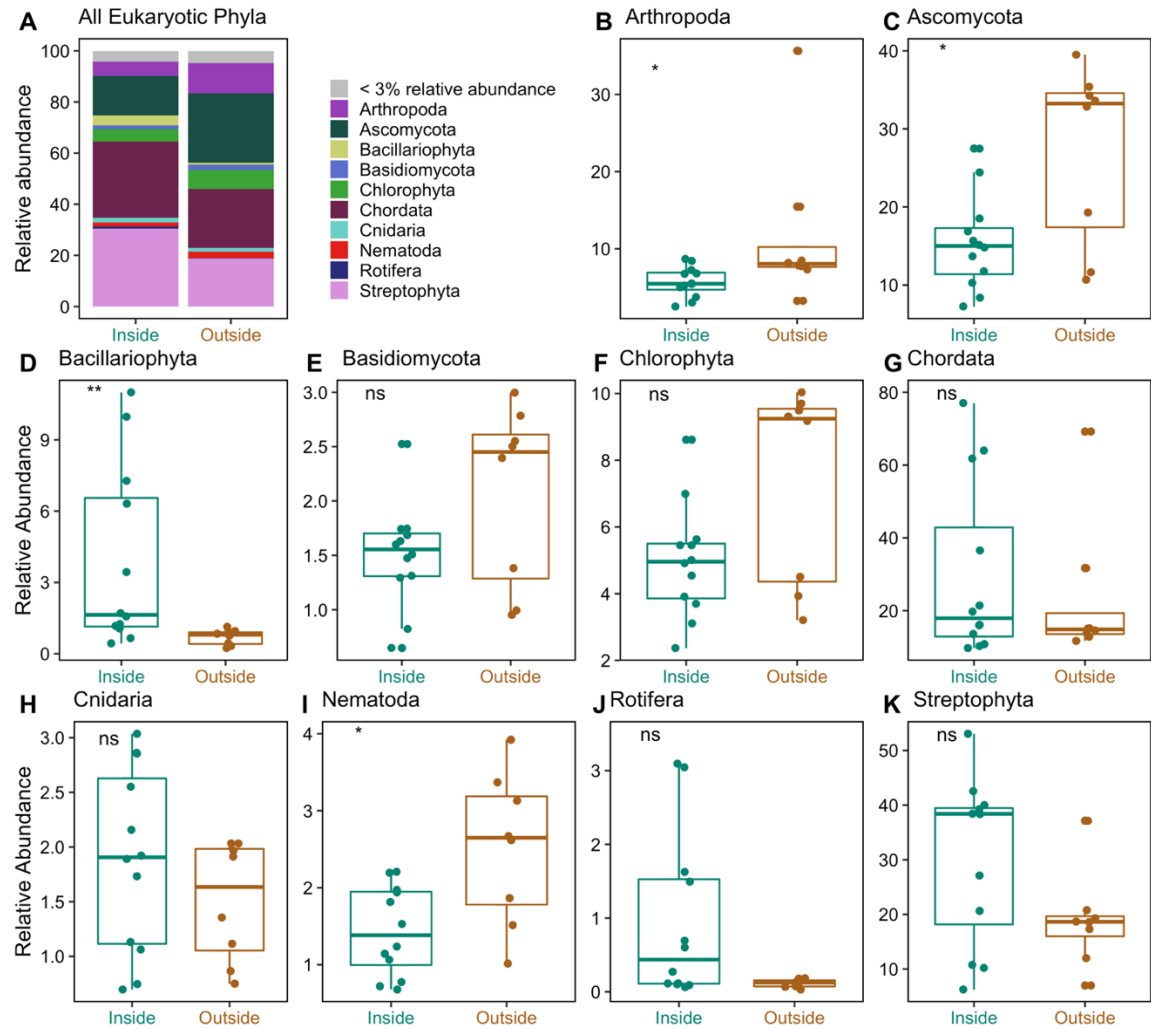 A All Eukaryotic Phyla
Relative abundance
100
80
60
40
20
0
Inside Outside
< 3% relative abundance
Arthropoda
Ascomycota
Bacillariophyta
Basidiomycota
Chlorophyta
Chordata
Cnidaria
Nematoda
Rotifera
Streptophyta
B Arthropoda
*
30
20
10
Inside Outside
C Ascomycota
*
40
30
20
10
Inside Outside
D Bacillariophyta
Relative Abundance
**
9
6
3
0
Inside Outside
E Basidiomycota
ns
3.0
2.5
2.0
1.5
1.0
Inside Outside
F Chlorophyta
ns
10
8
6
4
2
Inside Outside
G Chordata
ns
80
60
40
20
Inside Outside
H Cnidaria
Relative Abundance
ns
3.0
2.5
2.0
1.5
1.0
Inside Outside
I Nematoda
*
4
3
2
1
Inside Outside
J Rotifera
ns
3
2
1
0
Inside Outside
K Streptophyta
ns
50
40
30
20
10
Inside Outside